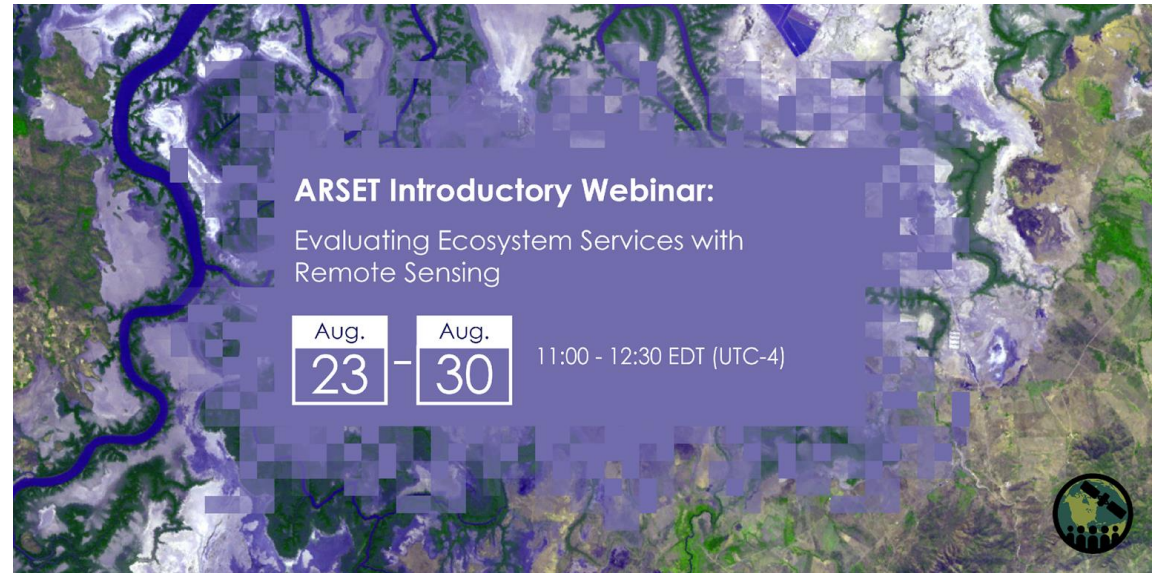 ARSET Introductory Webinar:
Evaluating Ecosystem Services with
Remote Sensing
Aug.
23
–
Aug.
30
11:00 - 12:30 EDT (UTC-4)